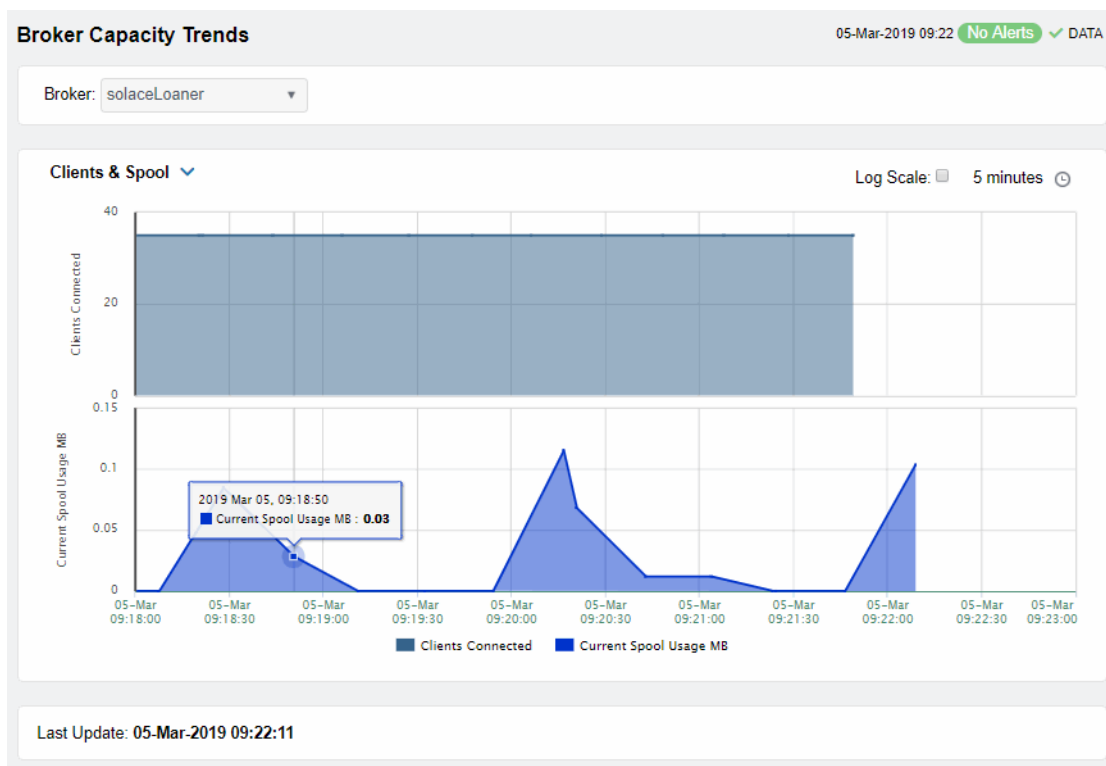 Broker Capacity Trends
05-Mar-2019 09:22 No Alerts DATA
Broker: solaceLoaner
Clients & Spool
Log Scale: 5 minutes
40
20
0
Clients Connected
0.15
0.1
0.05
0
Current Spool Usage MB
2019 Mar 05, 09:18:50
Current Spool Usage MB : 0.03
05-Mar 05-Mar 05-Mar 05-Mar 05-Mar 05-Mar 05-Mar 05-Mar 05-Mar 05-Mar 05-Mar
09:18:00 09:18:30 09:19:00 09:19:30 09:20:00 09:20:30 09:21:00 09:21:30 09:22:00 09:22:30 09:23:00
Clients Connected Current Spool Usage MB
Last Update: 05-Mar-2019 09:22:11